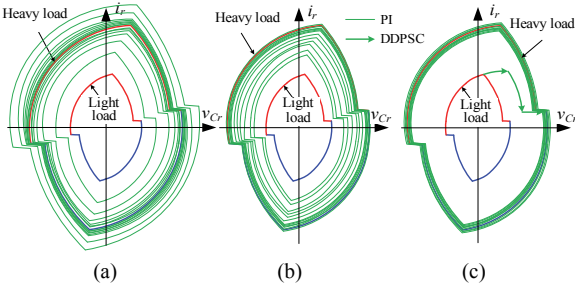 Heavy load
i_r
Light load
v_Cr
(a)
i_r
Heavy load
Light load
v_Cr
(b)
PI
DDPSC
i_r
Heavy load
Light load
v_Cr
(c)